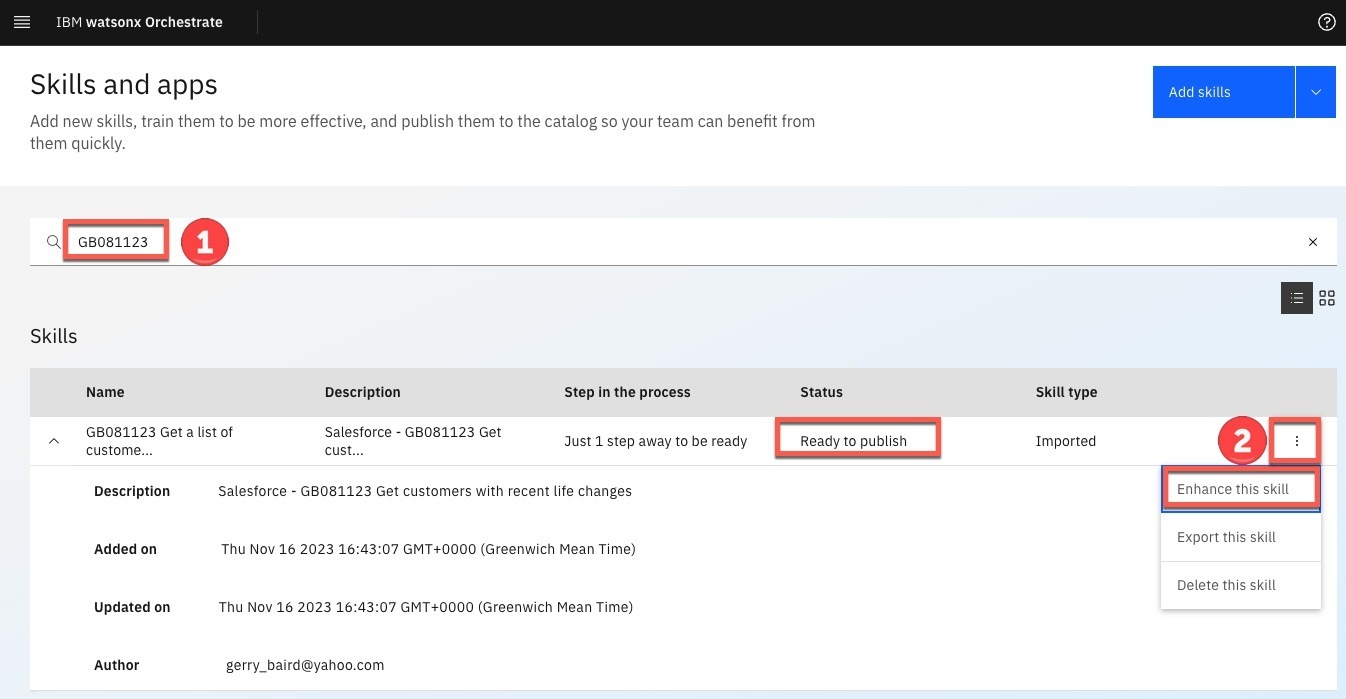 IBM watsonx Orchestrate
Skills and apps
Add new skills, train them to be more effective, and publish them to the catalog so your team can benefit from
them quickly.
Add skills
GB081123
1
Skills
Name Description Step in the process Status Skill type
GB081123 Get a list of
custome...
Salesforce - GB081123 Get
cust...
Just 1 step away to be ready
Ready to publish
Imported
2
Enhance this skill
Export this skill
Delete this skill
Description Salesforce - GB081123 Get customers with recent life changes
Added on Thu Nov 16 2023 16:43:07 GMT+0000 (Greenwich Mean Time)
Updated on Thu Nov 16 2023 16:43:07 GMT+0000 (Greenwich Mean Time)
Author gerry_baird@yahoo.com